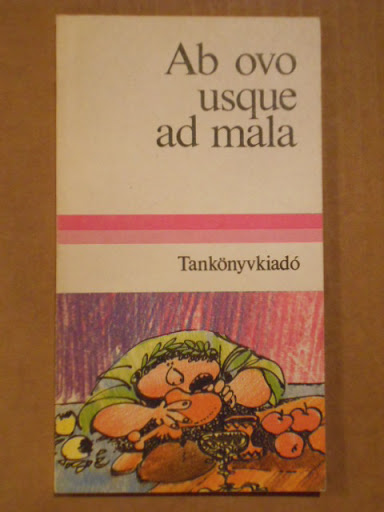 Ab ovo
usque
ad mala
Tankönyvkiadó